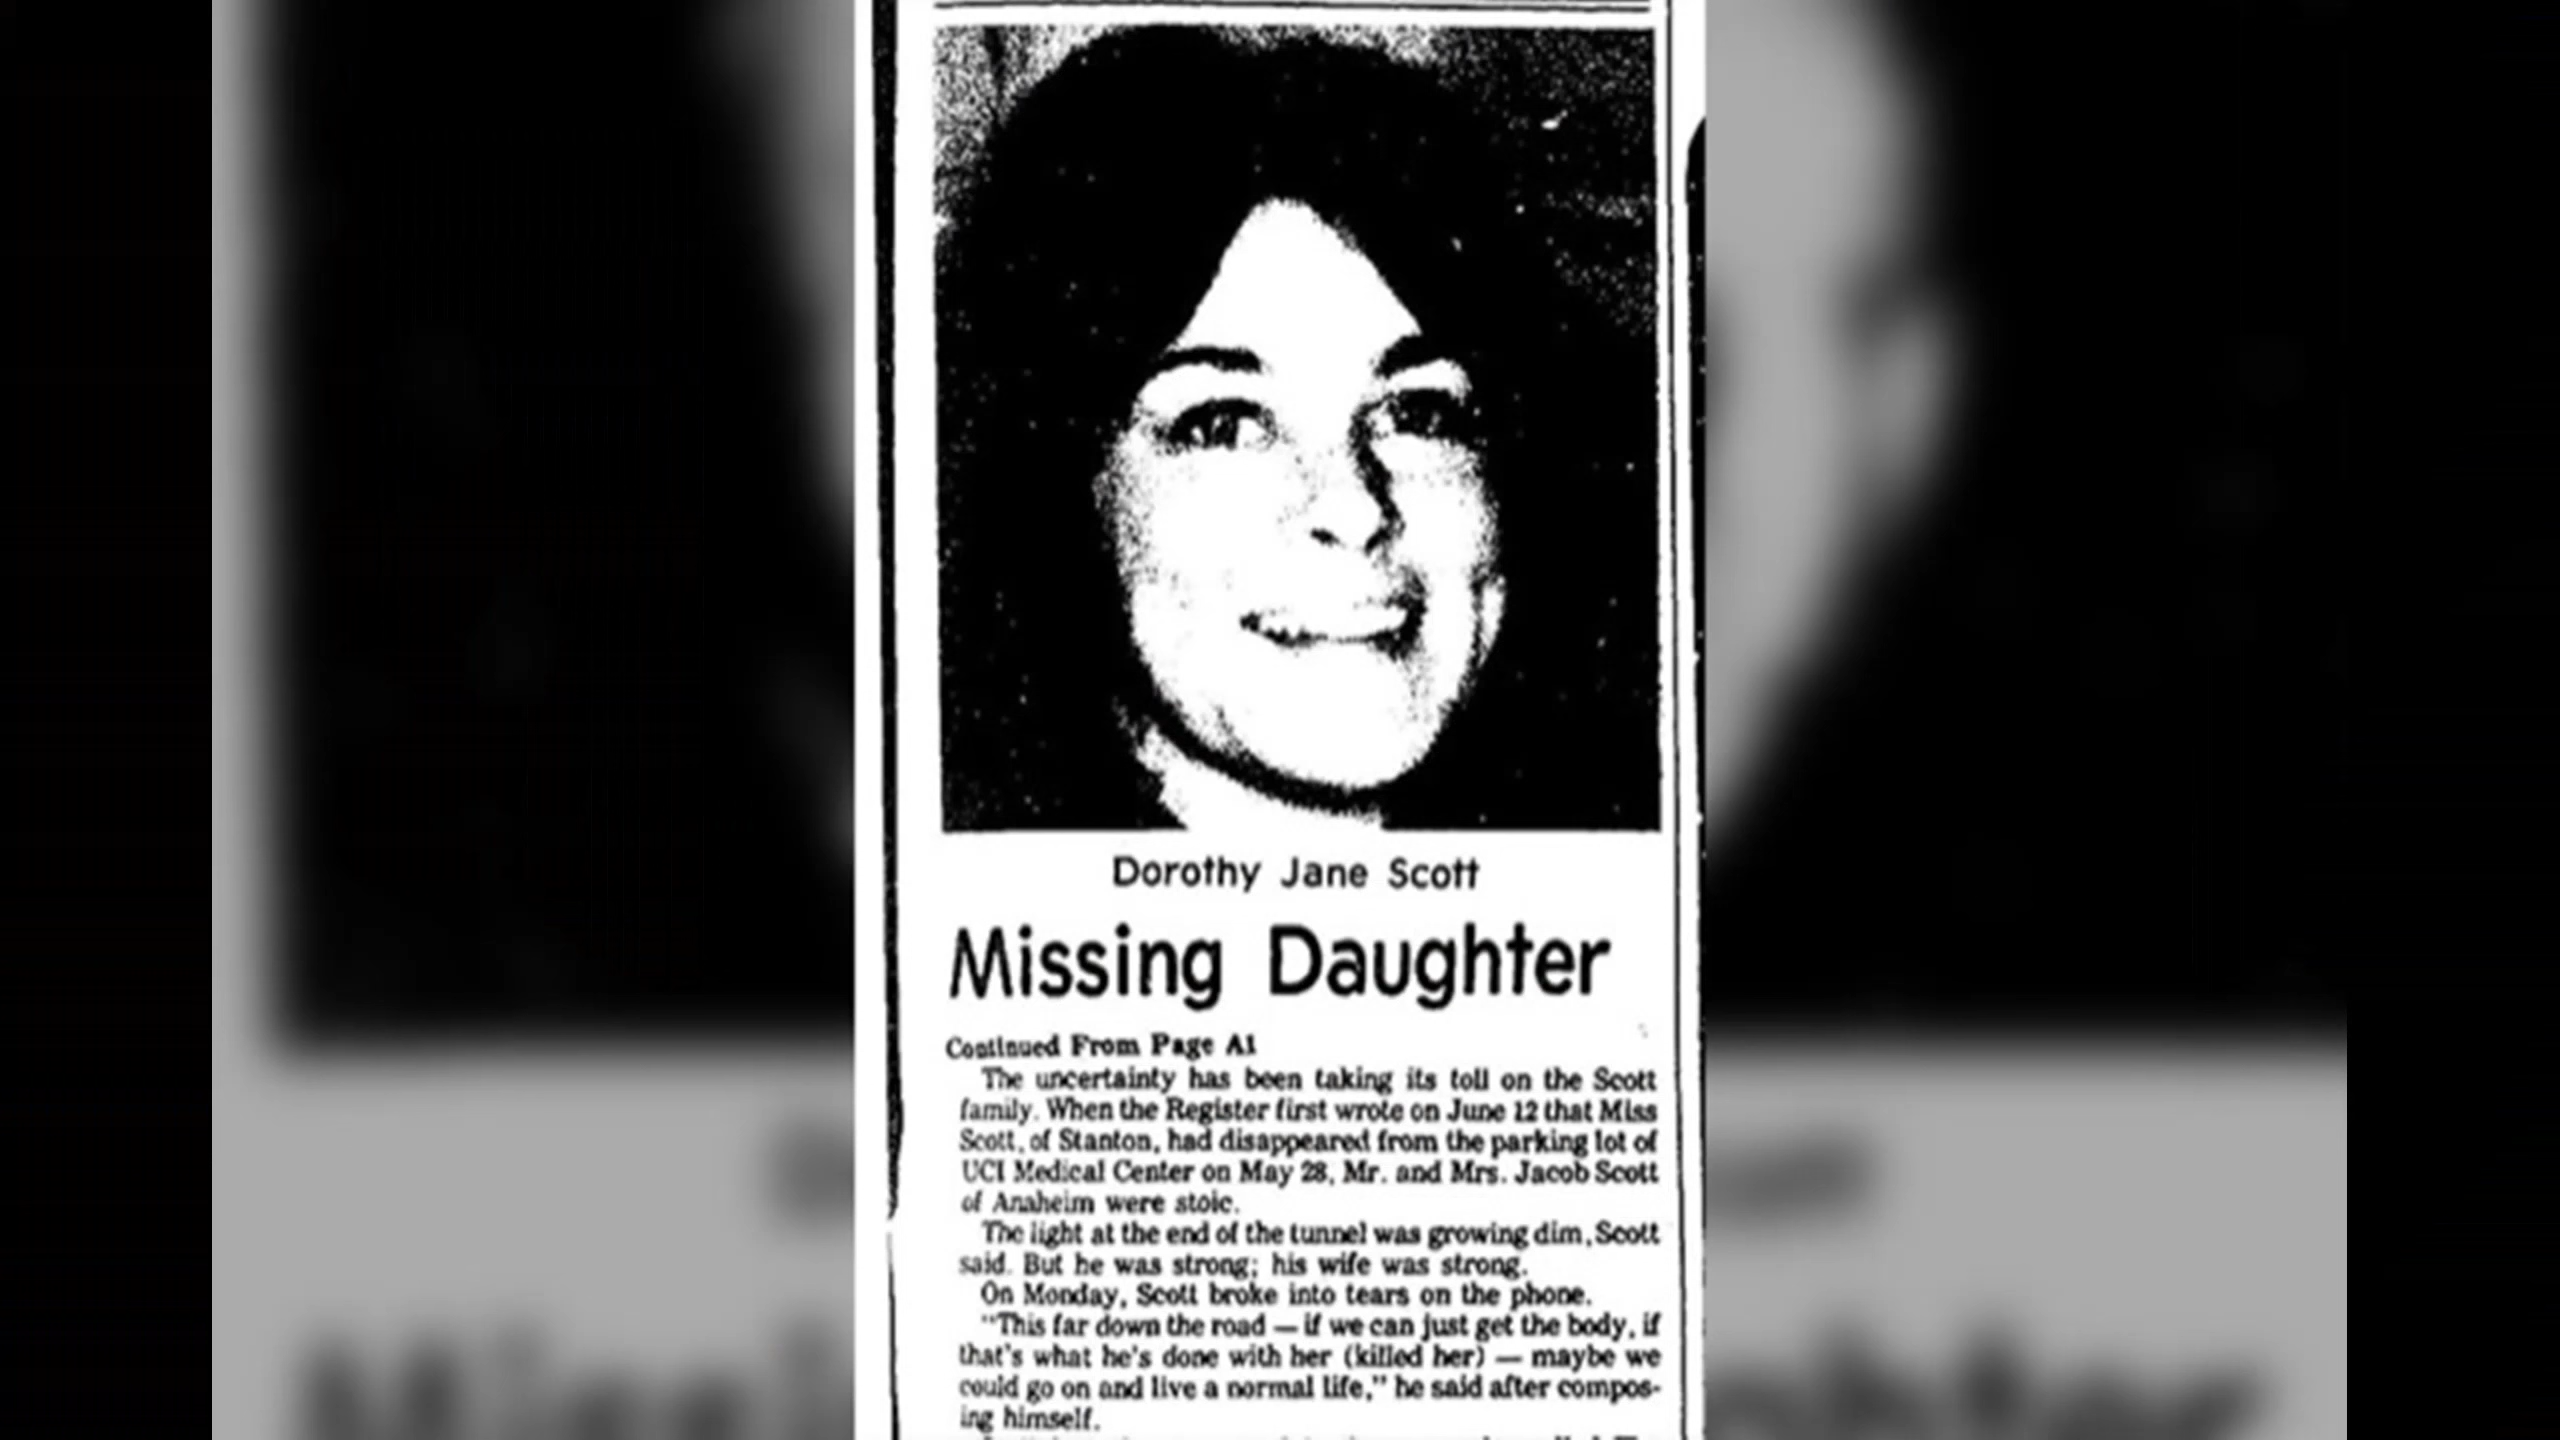 Dorothy Jane Scott
Missing Daughter
Continued From Page A1
The uncertainty has been taking its toll on the Scott
family. When the Register first wrote on June 12 that Miss
Scott, of Stanton, had disappeared from the parking lot of
UCI Medical Center on May 28, Mr. and Mrs. Jacob Scott
of Anaheim were stoic.
The light at the end of the tunnel was growing dim, Scott
said. But he was strong; his wife was strong.
On Monday, Scott broke into tears on the phone.
"This far down the road — if we can just get the body, if
that's what he's done with her (killed her) — maybe we
could go on and live a normal life," he said after compos-
ing himself.